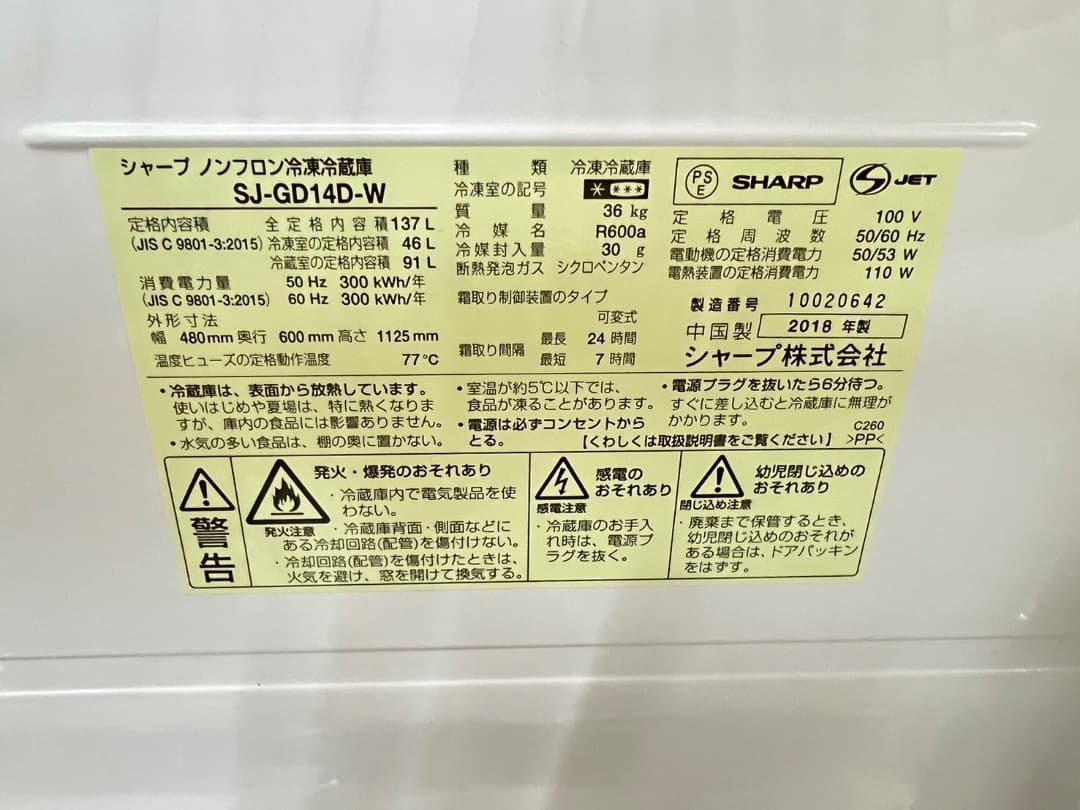 シャープ ノンフロン冷凍冷蔵庫
SJ-GD14D-W
定格内容積 全定格内容積 137 L
(JIS C 9801-3:2015) 冷凍室の定格内容積 46 L
冷蔵室の定格内容積 91 L
消費電力量 50 Hz 300 kWh/年
(JIS C 9801-3:2015) 60 Hz 300 kWh/年
外形寸法
幅 480mm 奥行 600mm 高さ 1125mm
温度ヒューズの定格動作温度 77℃
種類 冷凍冷蔵庫
冷凍室の記号 * ***
質量 36 kg
冷媒名 R600a
冷媒封入量 30 g
断熱発泡ガス シクロペンタン
霜取り制御装置のタイプ
可変式
霜取り間隔 最長 24 時間
最短 7 時間
PSE SHARP S JET
定格電圧 100 V
定格周波数 50/60 Hz
電動機の定格消費電力 50/53 W
電熱装置の定格消費電力 110 W
製造番号 10020642
中国製 2018 年製
シャープ株式会社
・冷蔵庫は、表面から放熱しています。
使いはじめや夏場は、特に熱くなりま
すが、庫内の食品には影響ありません。
・水気の多い食品は、棚の奥に置かない。
・室温が約5℃以下では、
食品が凍ることがあります。
・電源は必ずコンセントから
とる。
・電源プラグを抜いたら6分待つ。
すぐに差し込むと冷蔵庫に無理が
かかります。
C260
【くわしくは取扱説明書をご覧ください】 >PP<
警告
発火・爆発のおそれあり
発火注意
・冷蔵庫内で電気製品を使
わない。
・冷蔵庫背面・側面などに
ある冷却回路(配管)を傷付けない。
・冷却回路(配管)を傷付けたときは、
火気を避け、窓を開けて換気する。
感電のおそれあり
感電注意
・冷蔵庫のお手入
れ時は、電源プ
ラグを抜く。
幼児閉じ込めの
おそれあり
閉じ込め注意
・廃棄まで保管するとき、
幼児閉じ込めのおそれが
ある場合は、ドアパッキン
をはずす。